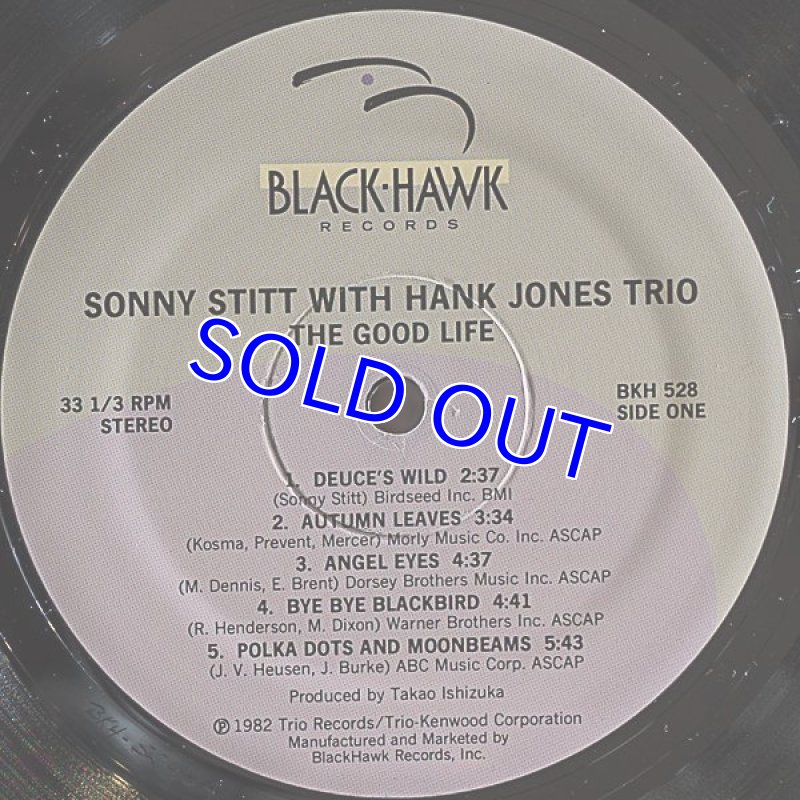 BLACK·HAWK
RECORDS
SONNY STITT WITH HANK JONES TRIO
THE GOOD LIFE
SOLD OUT
33 1/3 RPM
STEREO
BKH 528
SIDE ONE
1. DEUCE'S WILD 2:37
(Sonny Stitt) Birdseed Inc. BMI
2. AUTUMN LEAVES 3:34
(Kosma, Prevent, Mercer) Morly Music Co. Inc. ASCAP
3. ANGEL EYES 4:37
(M. Dennis, E. Brent) Dorsey Brothers Music Inc. ASCAP
4. BYE BYE BLACKBIRD 4:41
(R. Henderson, M. Dixon) Warner Brothers Inc. ASCAP
5. POLKA DOTS AND MOONBEAMS 5:43
(J. V. Heusen, J. Burke) ABC Music Corp. ASCAP
Produced by Takao Ishizuka
℗ 1982 Trio Records/Trio-Kenwood Corporation
Manufactured and Marketed by
BlackHawk Records, Inc.